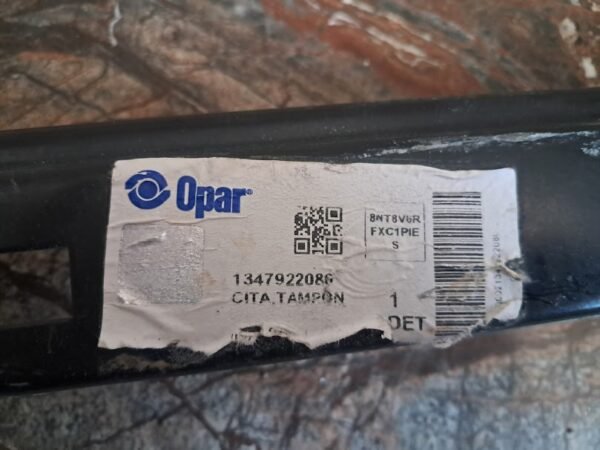 Opar®
8NT8V6R
FXC1PIE
S
1347922086
CITA,TAMPON
1
DET